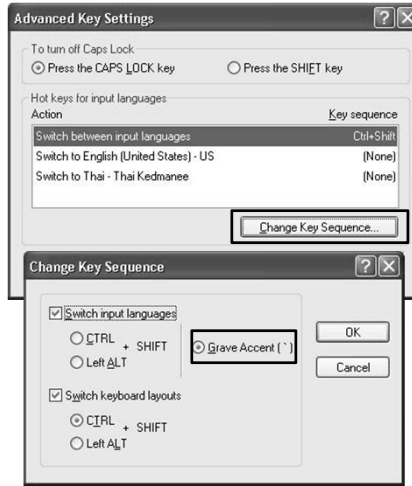 Advanced Key Settings
To turn off Caps Lock
Press the CAPS LOCK key Press the SHIFT key
Hot keys for input languages
Action Key sequence
Switch between input languages Ctrl+Shift
Switch to English (United States) - US (None)
Switch to Thai - Thai Kedmanee (None)
Change Key Sequence...
Change Key Sequence
Switch input languages
CTRL + SHIFT
Left ALT
Grave Accent (`)
OK
Cancel
Switch keyboard layouts
CTRL + SHIFT
Left ALT